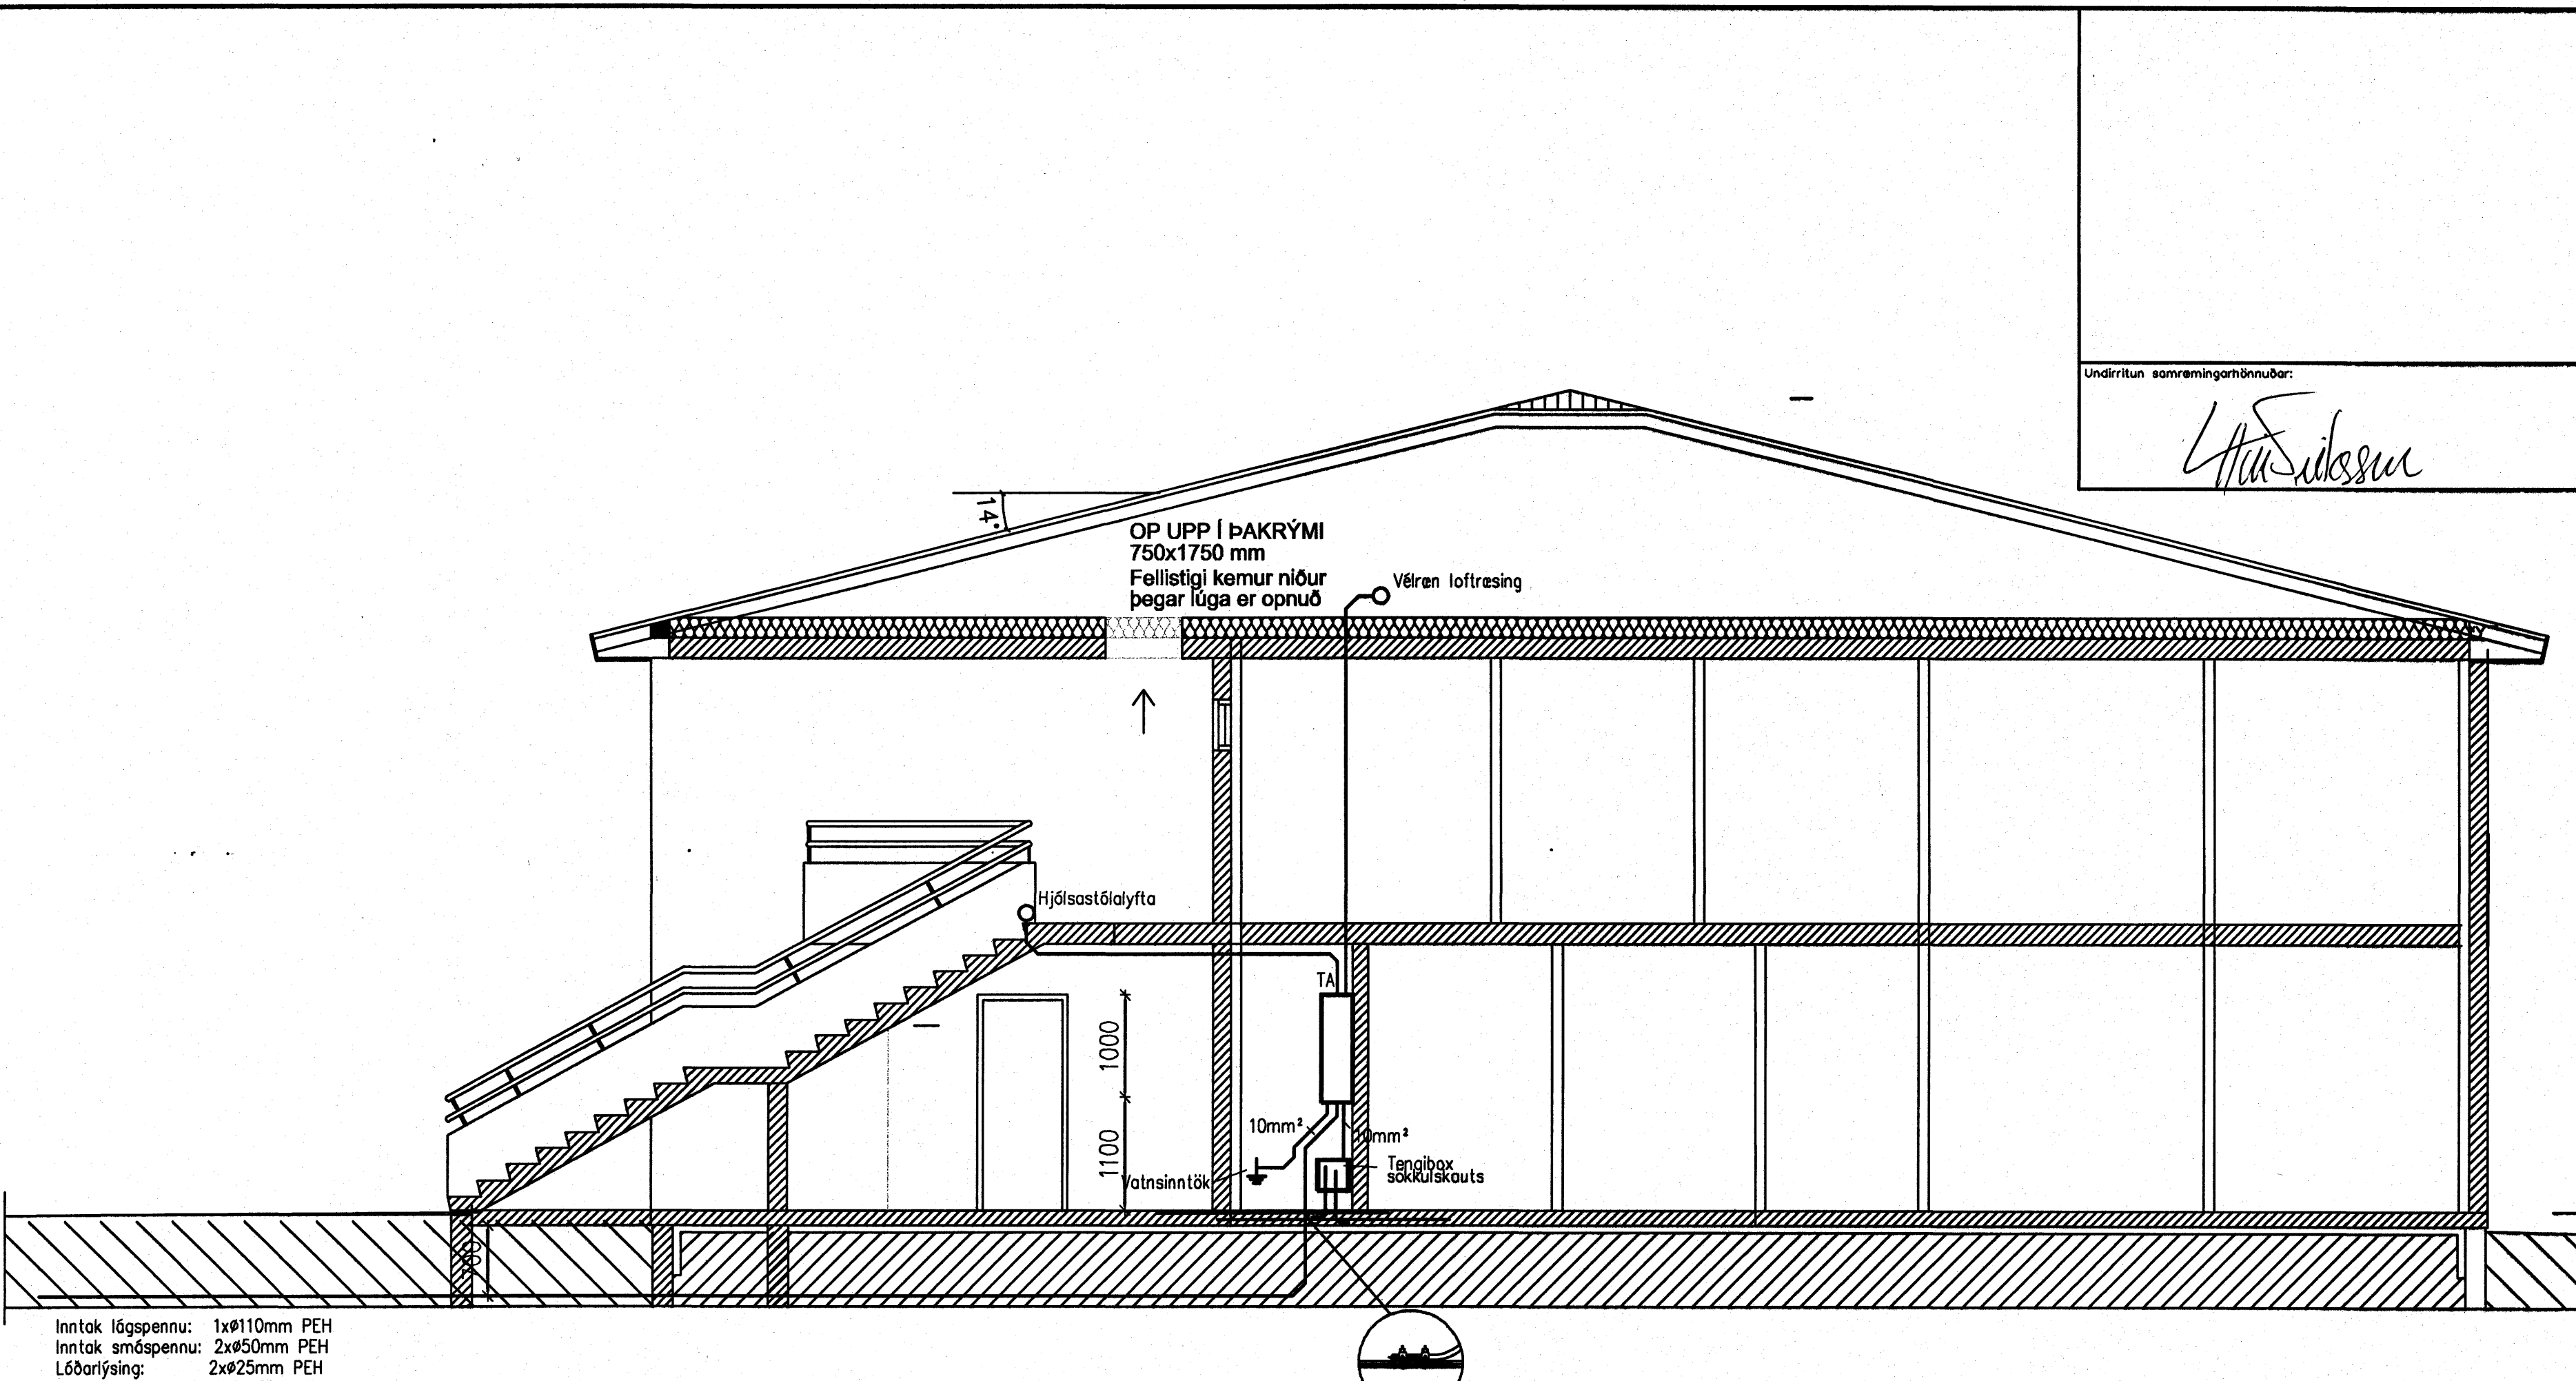 Undirritun samræmingarhönnuðar:
14°
OP UPP Í ÞAKRÝMI
750x1750 mm
Fellistigi kemur niður
þegar lúga er opnuð
Vélræn loftræsing
Hjólsastólalyfta
TA
1000
1100
10mm²
10mm²
Tengibox
sökkulskauts
Vatnsinntök
Inntak lágspennu: 1xø110mm PEH
Inntak smáspennu: 2xø50mm PEH
Lóðarlýsing: 2xø25mm PEH